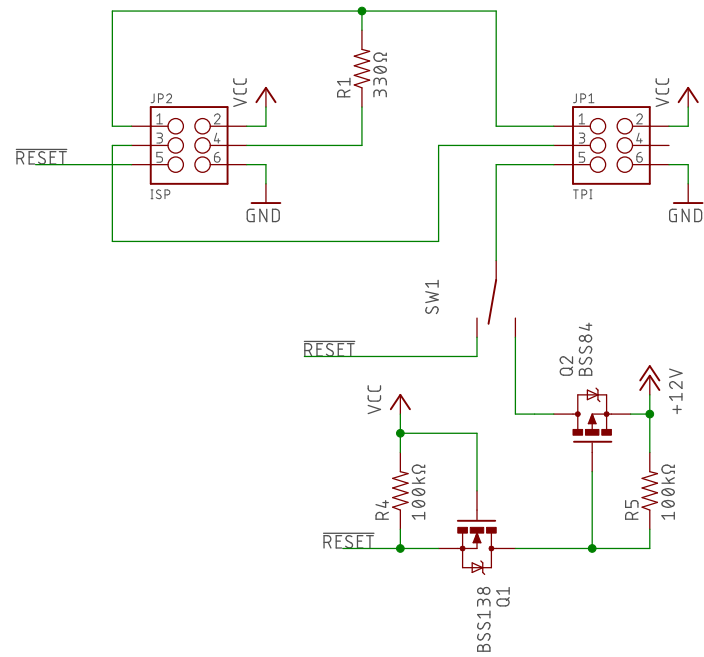 R1
330Ω
JP2
VCC
1
2
3
4
5
6
ISP
RESET
GND
JP1
VCC
1
2
3
4
5
6
TPI
GND
SW1
RESET
Q2
BSS84
+12V
VCC
R4
100kΩ
R5
100kΩ
RESET
BSS138
Q1